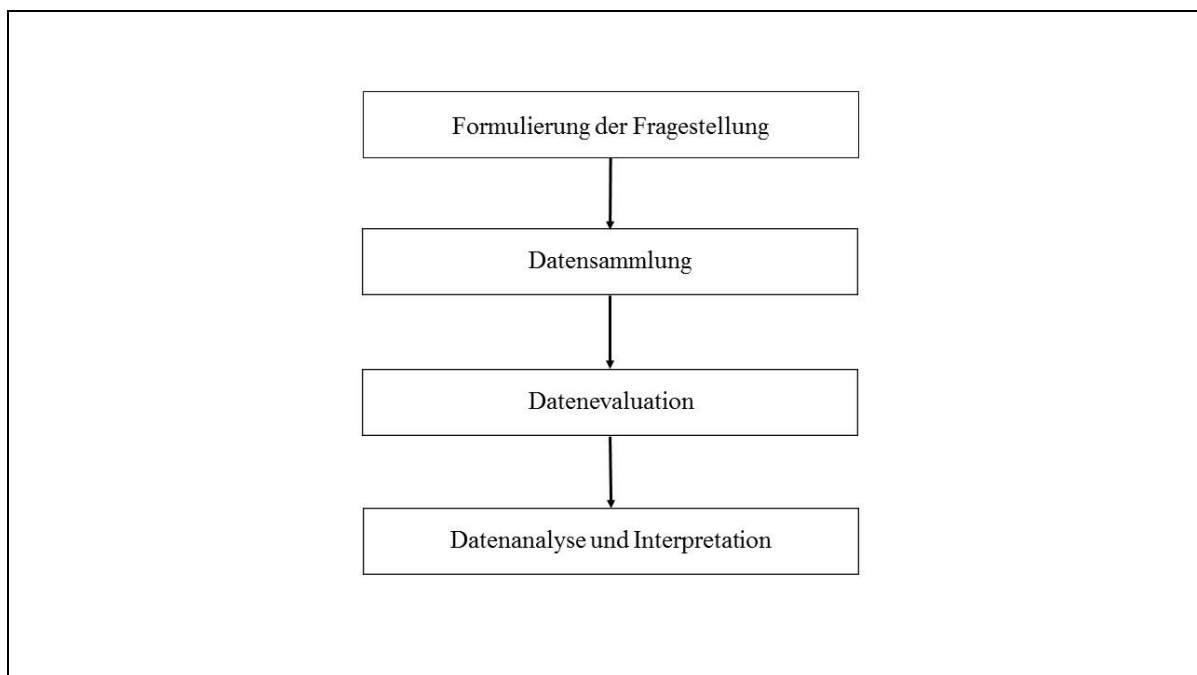 Formulierung der Fragestellung
Datensammlung
Datenevaluation
Datenanalyse und Interpretation